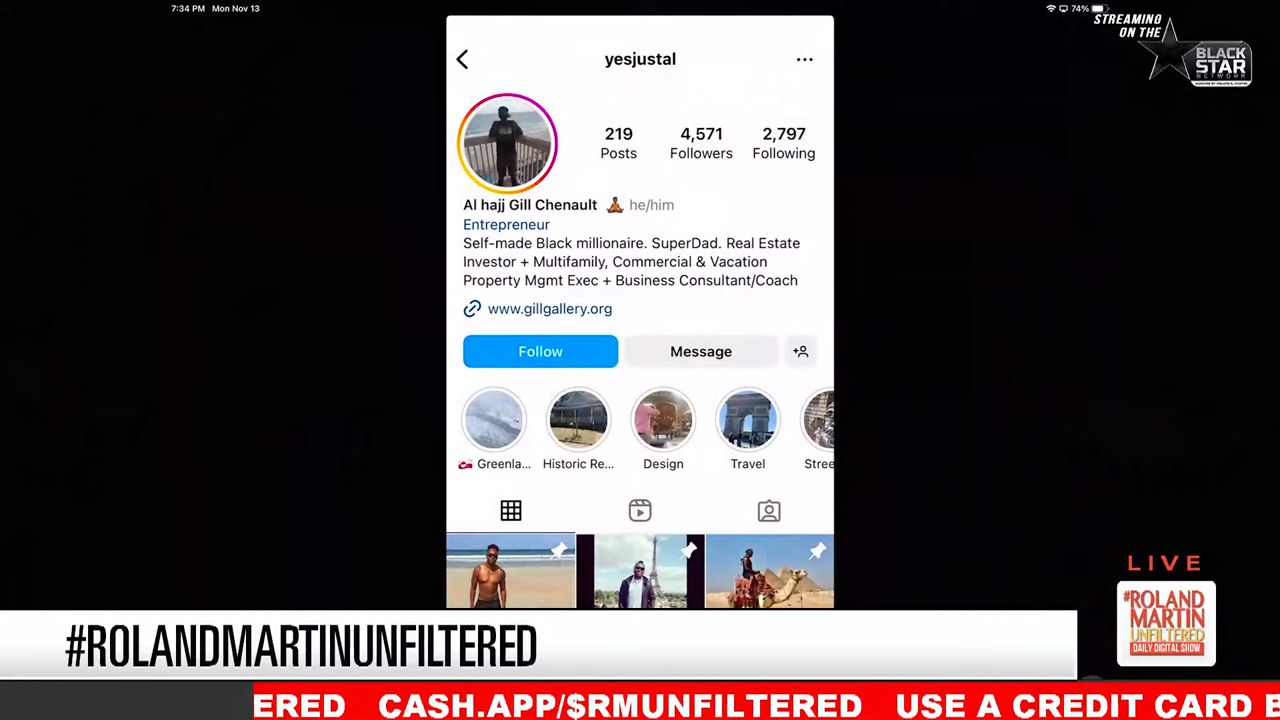 7:34 PM Mon Nov 13
74%
STREAMING
ON THE
BLACK
STAR
NETWORK
yesjustal
219
Posts
4,571
Followers
2,797
Following
Al hajj Gill Chenault he/him
Entrepreneur
Self-made Black millionaire. SuperDad. Real Estate
Investor + Multifamily, Commercial & Vacation
Property Mgmt Exec + Business Consultant/Coach
www.gillgallery.org
Follow
Message
Greenla...
Historic Re...
Design
Travel
Stree
LIVE
#ROLAND
MARTIN
UNFILTERED
DAILY DIGITAL SHOW
#ROLANDMARTINUNFILTERED
ERED CASH.APP/$RMUNFILTERED USE A CREDIT CARD E